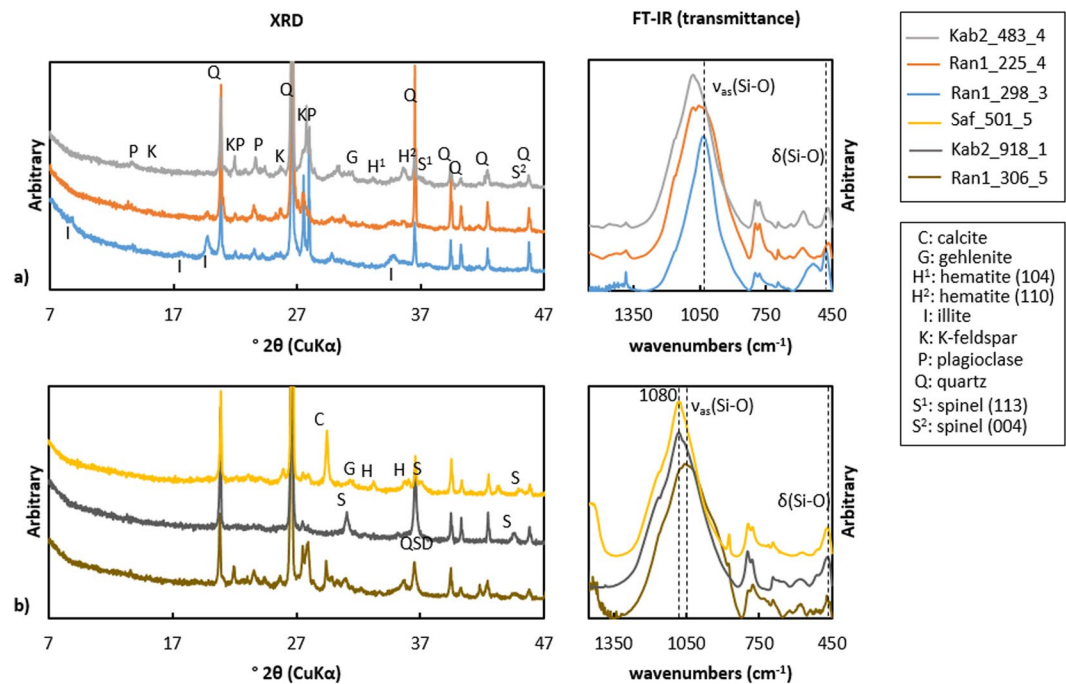 XRD
FT-IR (transmittance)
Kab2_483_4
Ran1_225_4
Ran1_298_3
Saf_501_5
Kab2_918_1
Ran1_306_5
Arbitrary
Q
Q
Q
KP
P K
KP P
K
G
H¹
H² S¹
Q
Q
Q
Q
S²
I
I I
I
a)
7 17 27 37 47
° 2θ (CuKα)
νas(Si-O)
δ(Si-O)
Arbitrary
1350 1050 750 450
wavenumbers (cm⁻¹)
C: calcite
G: gehlenite
H¹: hematite (104)
H²: hematite (110)
I: illite
K: K-feldspar
P: plagioclase
Q: quartz
S¹: spinel (113)
S²: spinel (004)
Arbitrary
C
G H H S
S
S
S
QSD
b)
7 17 27 37 47
° 2θ (CuKα)
1080
νas(Si-O)
δ(Si-O)
Arbitrary
1350 1050 750 450
wavenumbers (cm⁻¹)